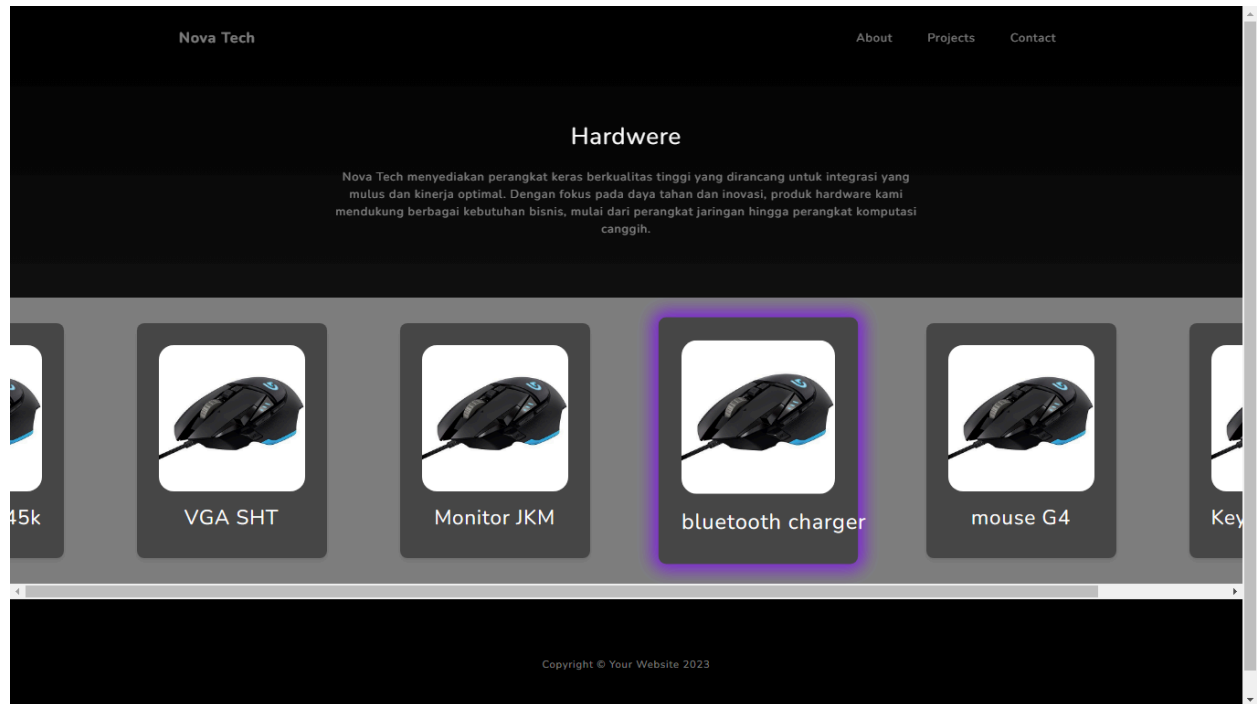 Nova Tech
About Projects Contact
Hardwere
Nova Tech menyediakan perangkat keras berkualitas tinggi yang dirancang untuk integrasi yang
mulus dan kinerja optimal. Dengan fokus pada daya tahan dan inovasi, produk hardware kami
mendukung berbagai kebutuhan bisnis, mulai dari perangkat jaringan hingga perangkat komputasi
canggih.
45k
VGA SHT
Monitor JKM
bluetooth charger
mouse G4
Key
Copyright © Your Website 2023